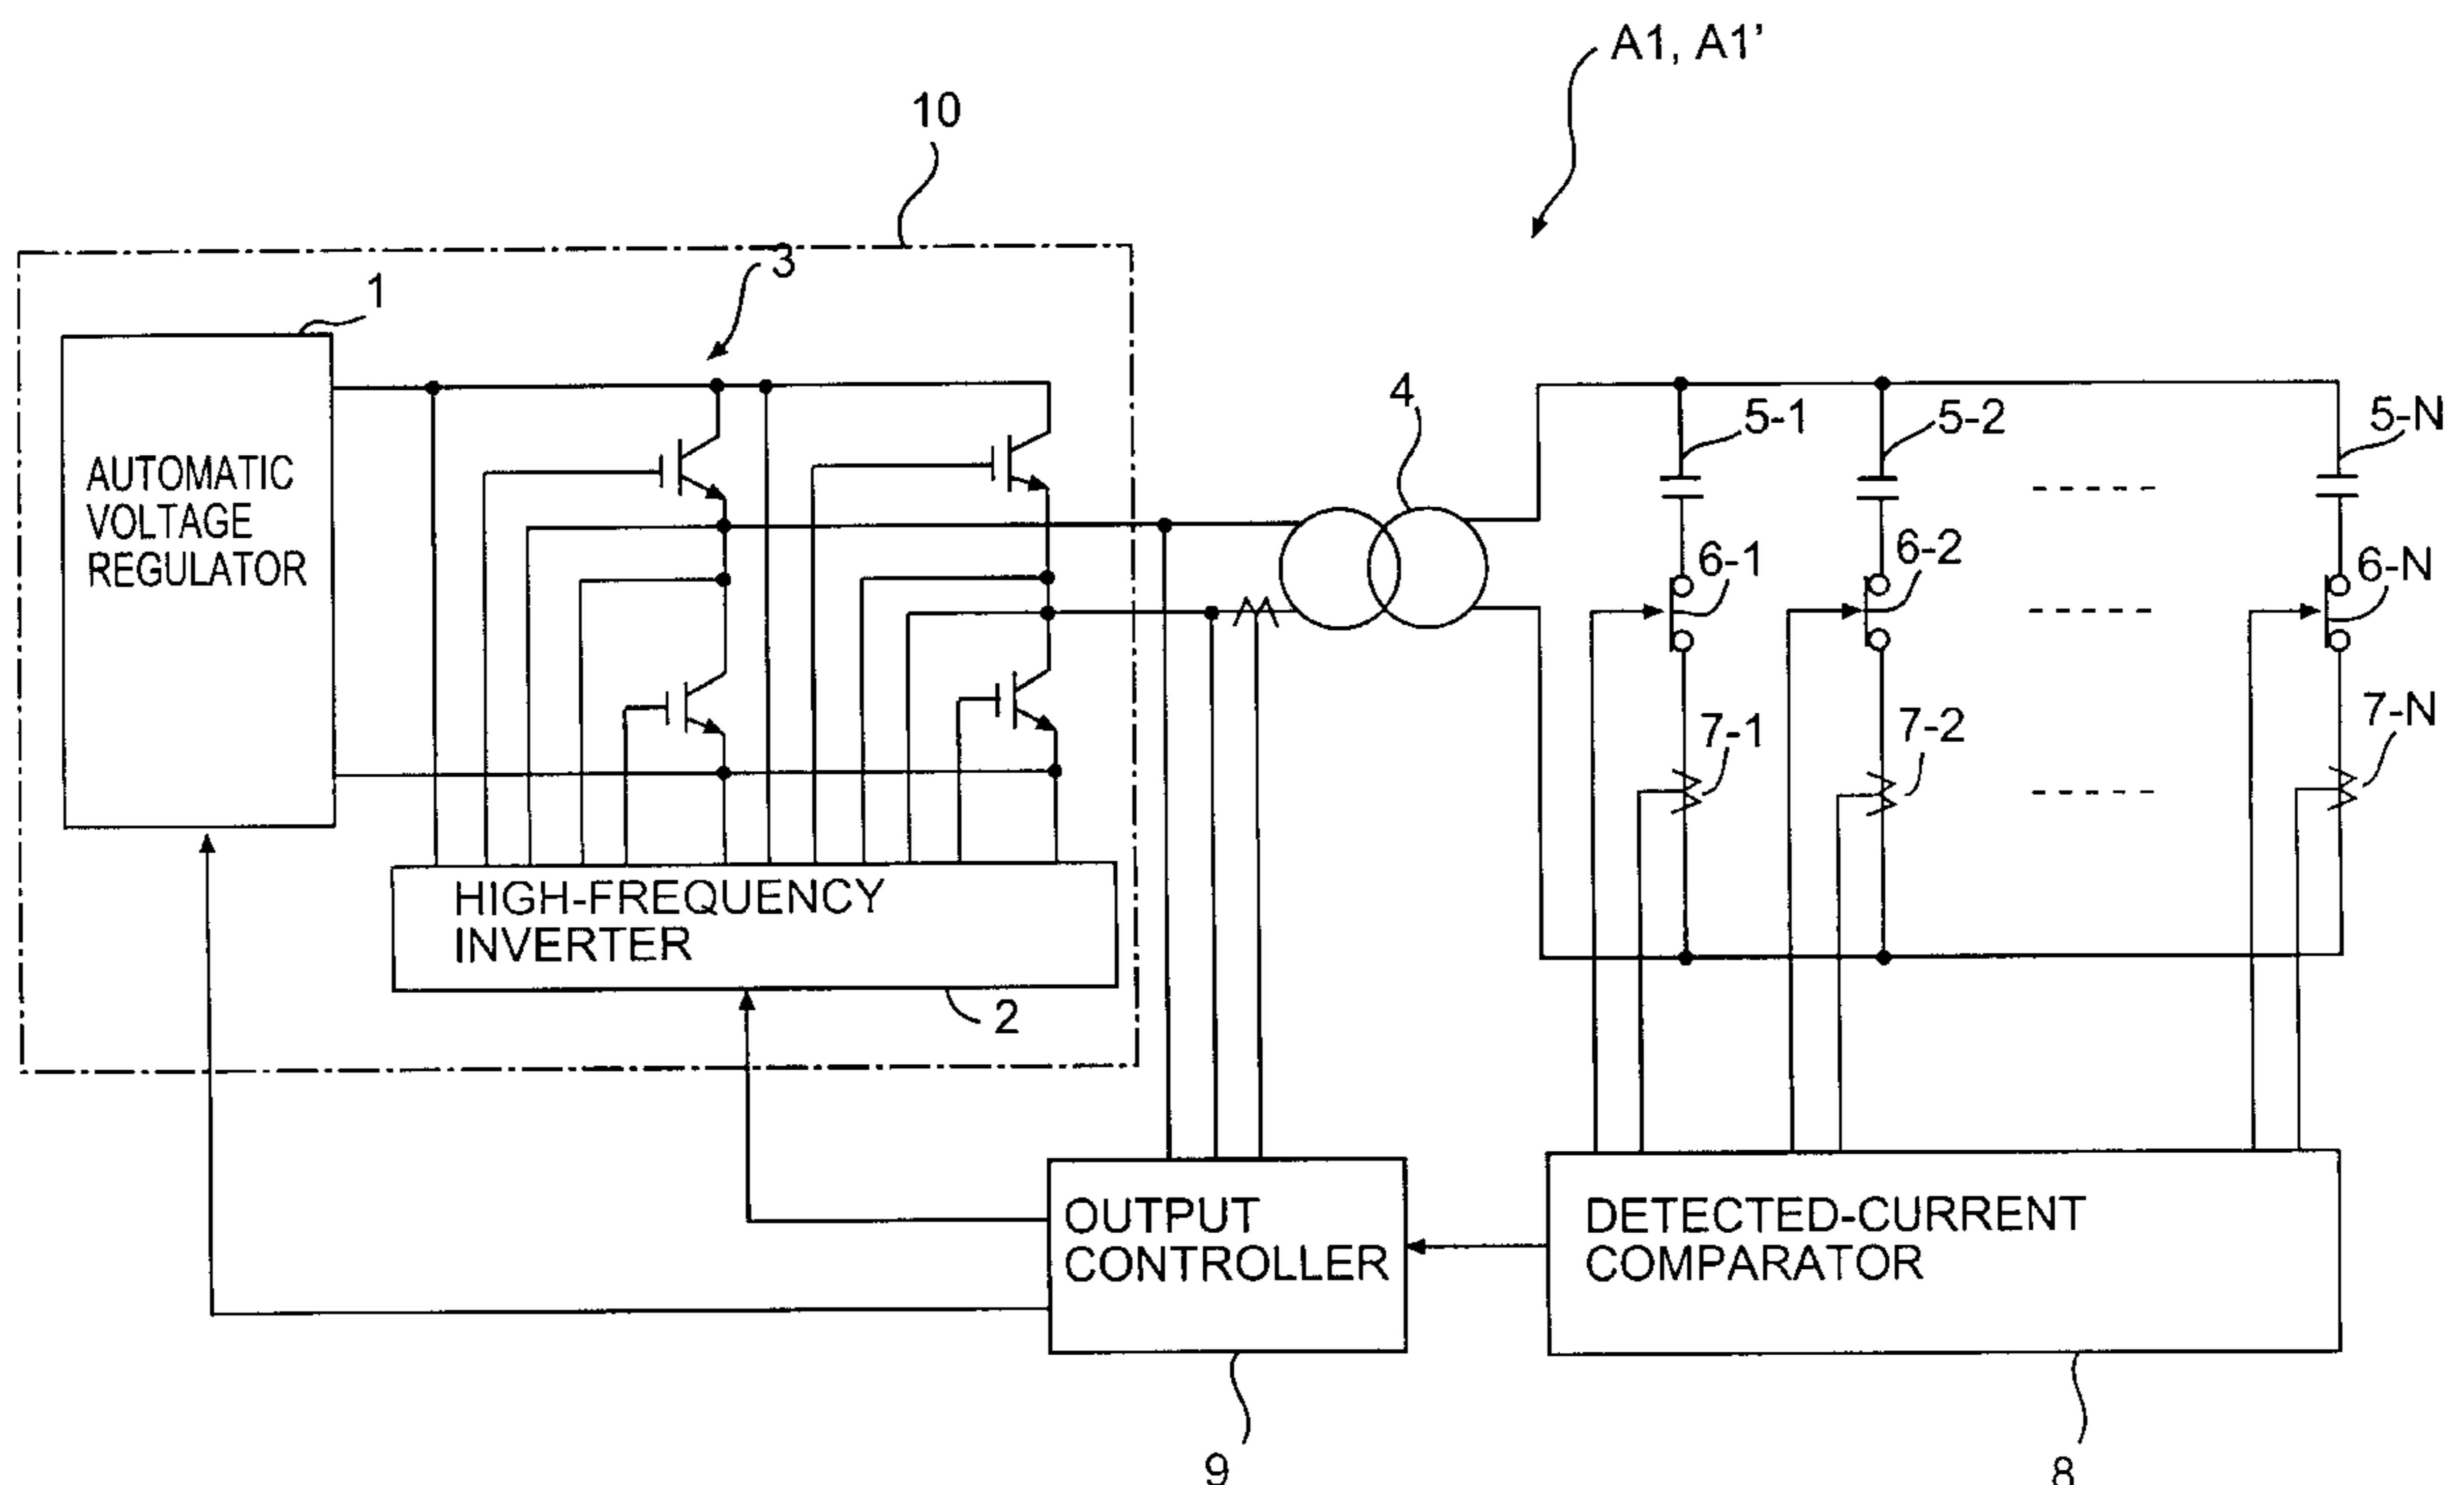 A1, A1’
10
3
1
4
5-1
5-2
5-N
AUTOMATIC
VOLTAGE
REGULATOR
6-1
6-2
6-N
7-1
7-2
7-N
HIGH-FREQUENCY
INVERTER
2
OUTPUT
CONTROLLER
DETECTED-CURRENT
COMPARATOR
9
8